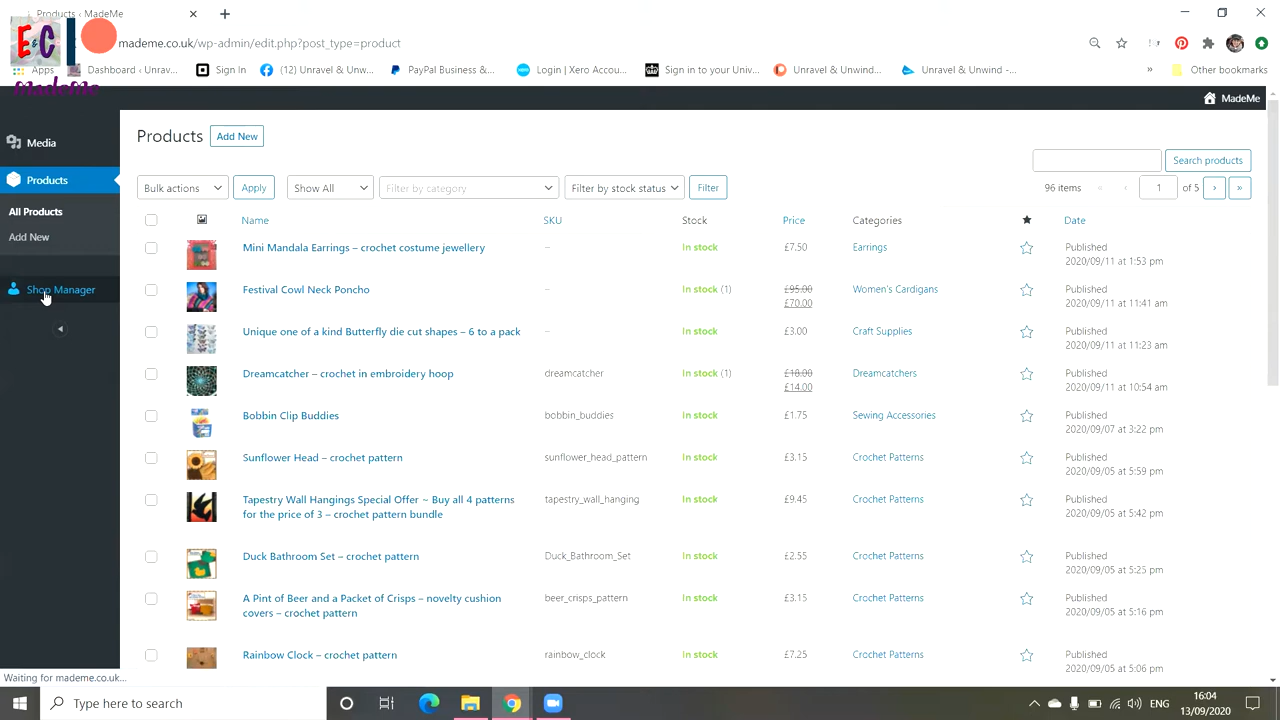 Products ‹ MadeMe
E&C
MadeMe
mademe.co.uk/wp-admin/edit.php?post_type=product
Apps
Dashboard ‹ Unrav...
Sign In
(12) Unravel & Unw...
PayPal Business &...
Login | Xero Accou...
Sign in to your Unw...
Unravel & Unwind -...
Unravel & Unwind -...
»
Other bookmarks
MadeMe
Media
Products
All Products
Add New
Shop Manager
Products
Add New
Search products
Bulk actions
Apply
Show All
Filter by category
Filter by stock status
Filter
96 items
«
‹
1
of 5
›
»
Name
SKU
Stock
Price
Categories
Date
Mini Mandala Earrings – crochet costume jewellery
–
In stock
£7.50
Earrings
Published
2020/09/11 at 1:53 pm
Festival Cowl Neck Poncho
–
In stock (1)
£95.00
£70.00
Women's Cardigans
Published
2020/09/11 at 11:41 am
Unique one of a kind Butterfly die cut shapes – 6 to a pack
–
In stock
£3.00
Craft Supplies
Published
2020/09/11 at 11:23 am
Dreamcatcher – crochet in embroidery hoop
dreamcatcher
In stock (1)
£18.00
£14.00
Dreamcatchers
Published
2020/09/11 at 10:54 am
Bobbin Clip Buddies
bobbin_buddies
In stock
£1.75
Sewing Accessories
Published
2020/09/07 at 3:22 pm
Sunflower Head – crochet pattern
sunflower_head_pattern
In stock
£3.15
Crochet Patterns
Published
2020/09/05 at 5:59 pm
Tapestry Wall Hangings Special Offer ~ Buy all 4 patterns
for the price of 3 – crochet pattern bundle
tapestry_wall_hanging
In stock
£9.45
Crochet Patterns
Published
2020/09/05 at 5:42 pm
Duck Bathroom Set – crochet pattern
Duck_Bathroom_Set
In stock
£2.55
Crochet Patterns
Published
2020/09/05 at 5:25 pm
A Pint of Beer and a Packet of Crisps – novelty cushion
covers – crochet pattern
beer_crisps_pattern
In stock
£3.15
Crochet Patterns
Published
2020/09/05 at 5:16 pm
Rainbow Clock – crochet pattern
rainbow_clock
In stock
£7.25
Crochet Patterns
Published
2020/09/05 at 5:06 pm
Waiting for mademe.co.uk...
Type here to search
ENG
16:04
13/09/2020